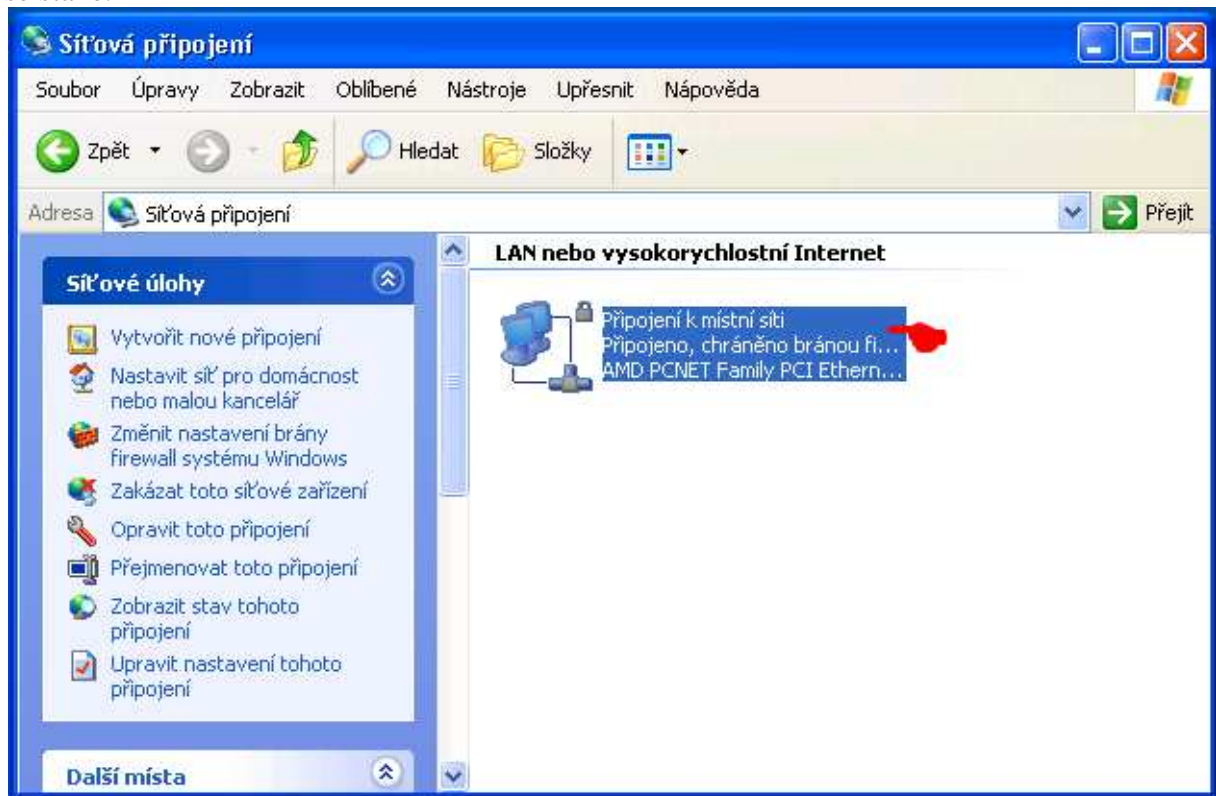 Síťová připojení
Soubor Úpravy Zobrazit Oblíbené Nástroje Upřesnit Nápověda
Zpět Hledat Složky
Adresa Síťová připojení Přejít
LAN nebo vysokorychlostní Internet
Síťové úlohy
Vytvořit nové připojení
Nastavit síť pro domácnost
nebo malou kancelář
Změnit nastavení brány
firewall systému Windows
Zakázat toto síťové zařízení
Opravit toto připojení
Přejmenovat toto připojení
Zobrazit stav tohoto
připojení
Upravit nastavení tohoto
připojení
Další místa
Připojení k místní síti
Připojeno, chráněno bránou fi...
AMD PCNET Family PCI Ethern...